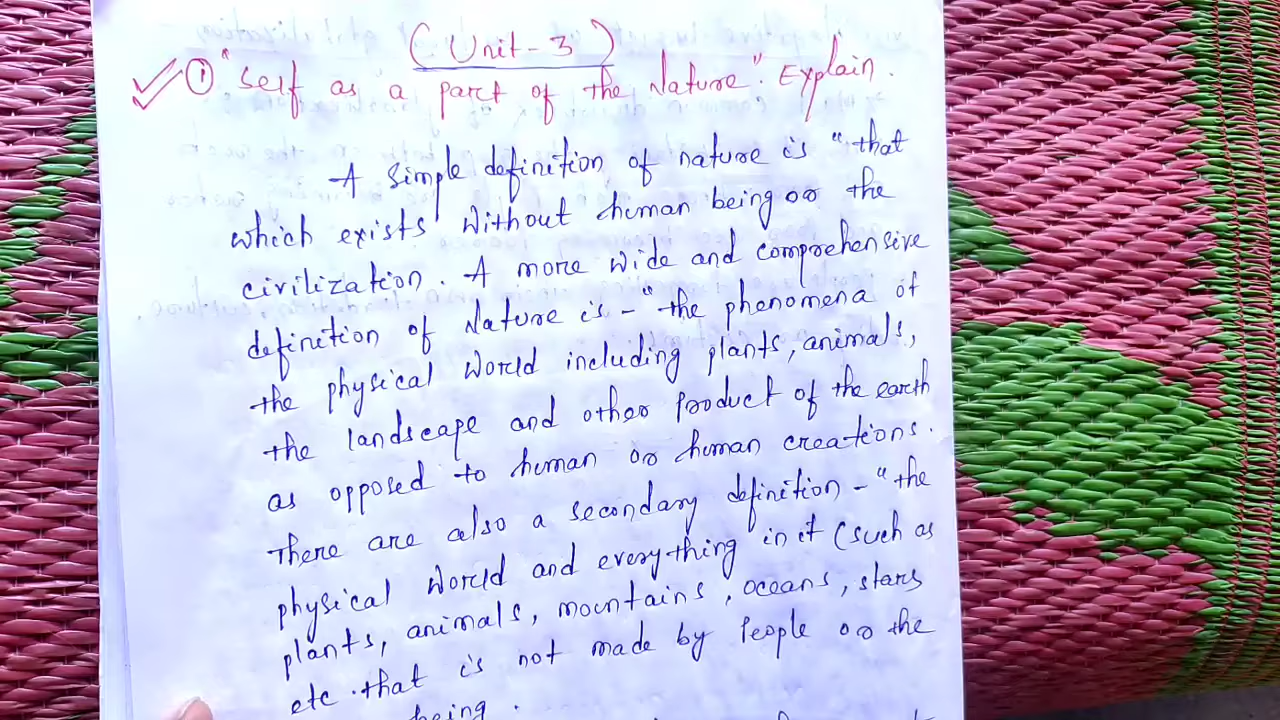 (Unit-3)
① "Self as a part of the Nature". Explain.
A simple definition of nature is "that
which exists without human being or the
civilization. A more wide and comprehensive
definition of Nature is - "the phenomena of
the physical world including plants, animals,
the landscape and other product of the earth
as opposed to human or human creations.
There are also a secondary definition - "the
physical world and everything in it (such as
plants, animals, mountains, oceans, stars
etc. that is not made by People or the
being.